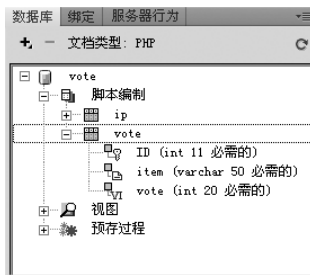 数据库 绑定 服务器行为
文档类型: PHP
vote
脚本编制
ip
vote
ID (int 11 必需的)
item (varchar 50 必需的)
vote (int 20 必需的)
视图
预存过程